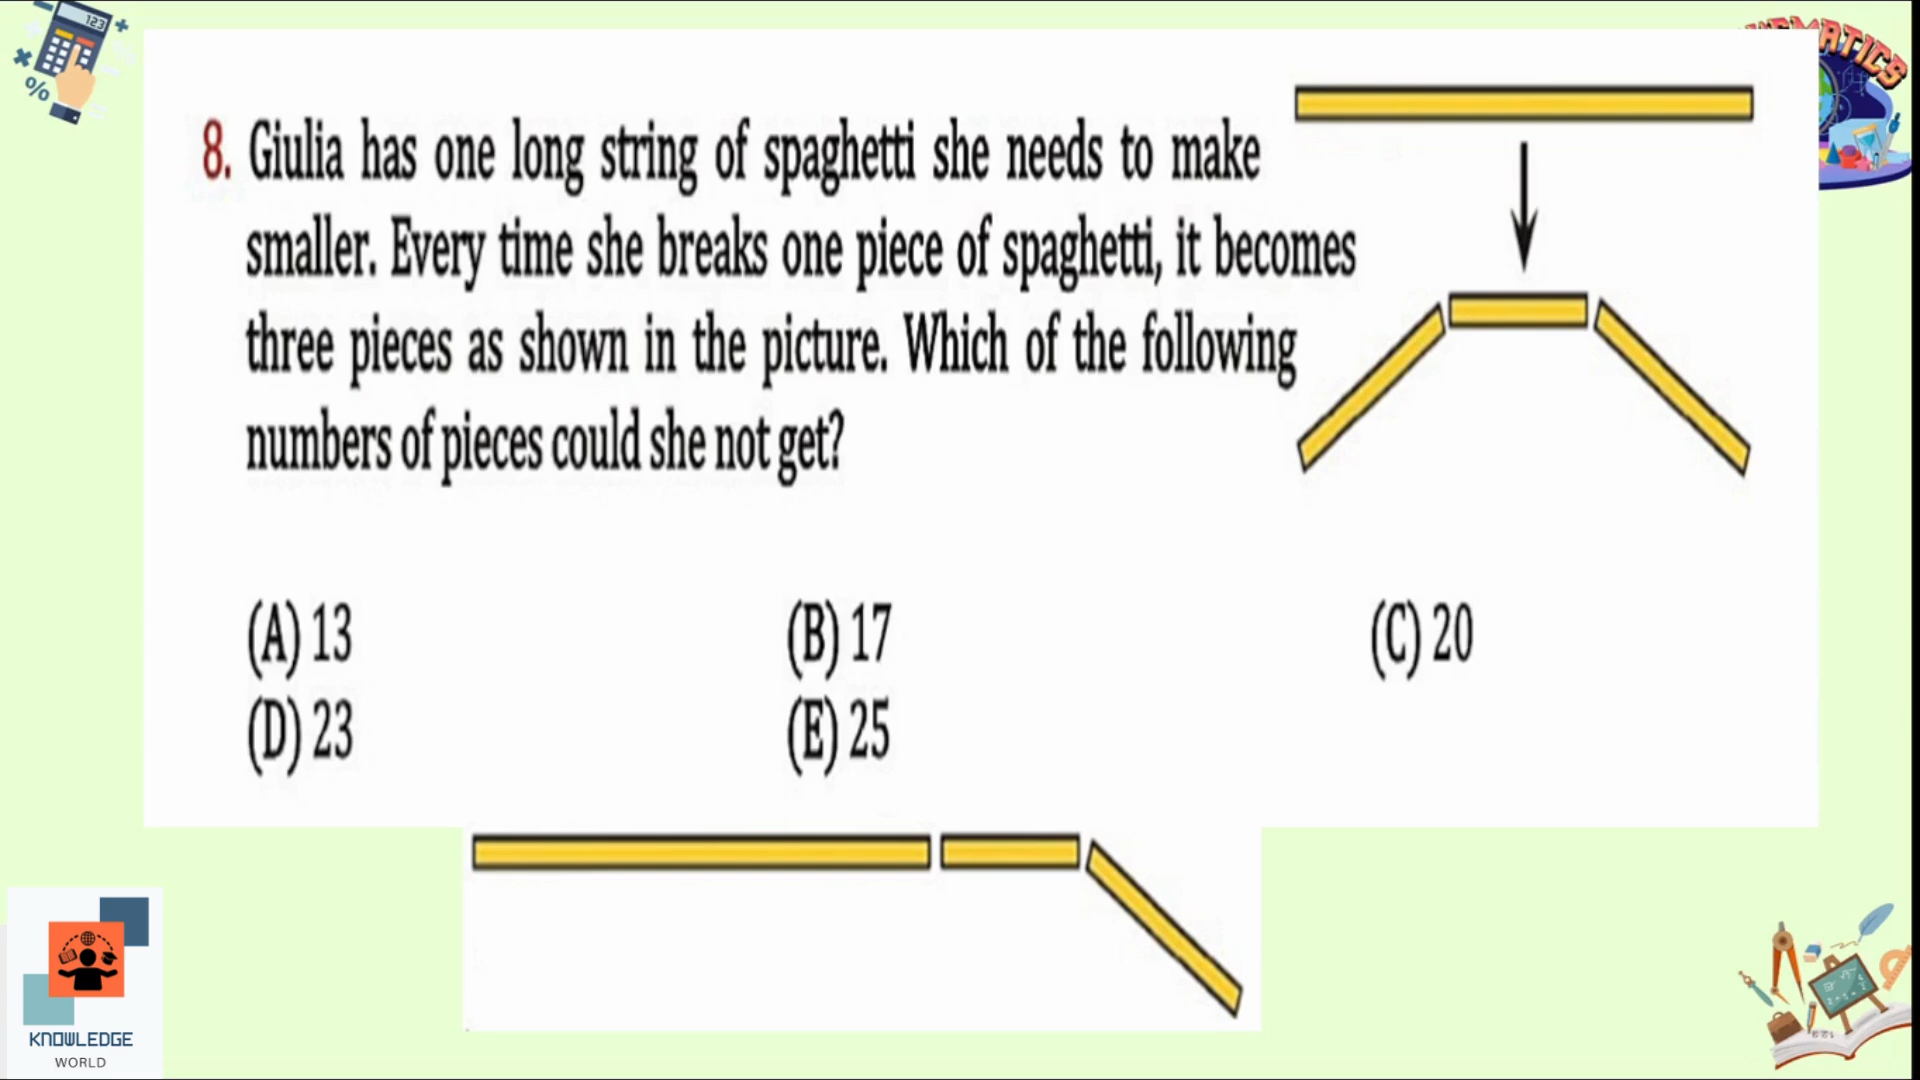 123
%
EMATICS
8. Giulia has one long string of spaghetti she needs to make
smaller. Every time she breaks one piece of spaghetti, it becomes
three pieces as shown in the picture. Which of the following
numbers of pieces could she not get?
(A) 13 (B) 17 (C) 20
(D) 23 (E) 25
KNOWLEDGE
WORLD